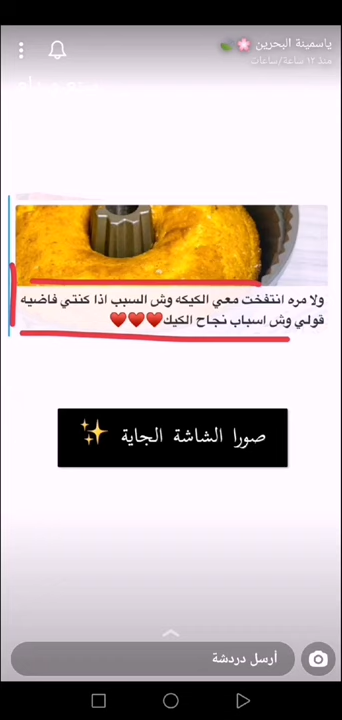 ياسمينة البحرين 🌸🍃
منذ ١٢ ساعة/ساعات
ولا مره انتفخت معي الكيكه وش السبب اذا كنتي فاضيه
قولي وش اسباب نجاح الكيك❤️❤️❤️
صورا الشاشة الجاية ✨
أرسل دردشة